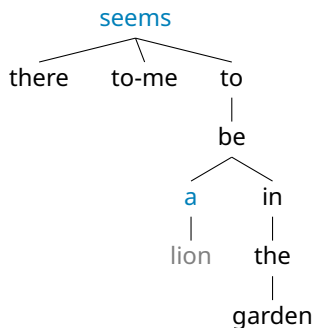 seems
there to-me to
be
a in
lion the
garden